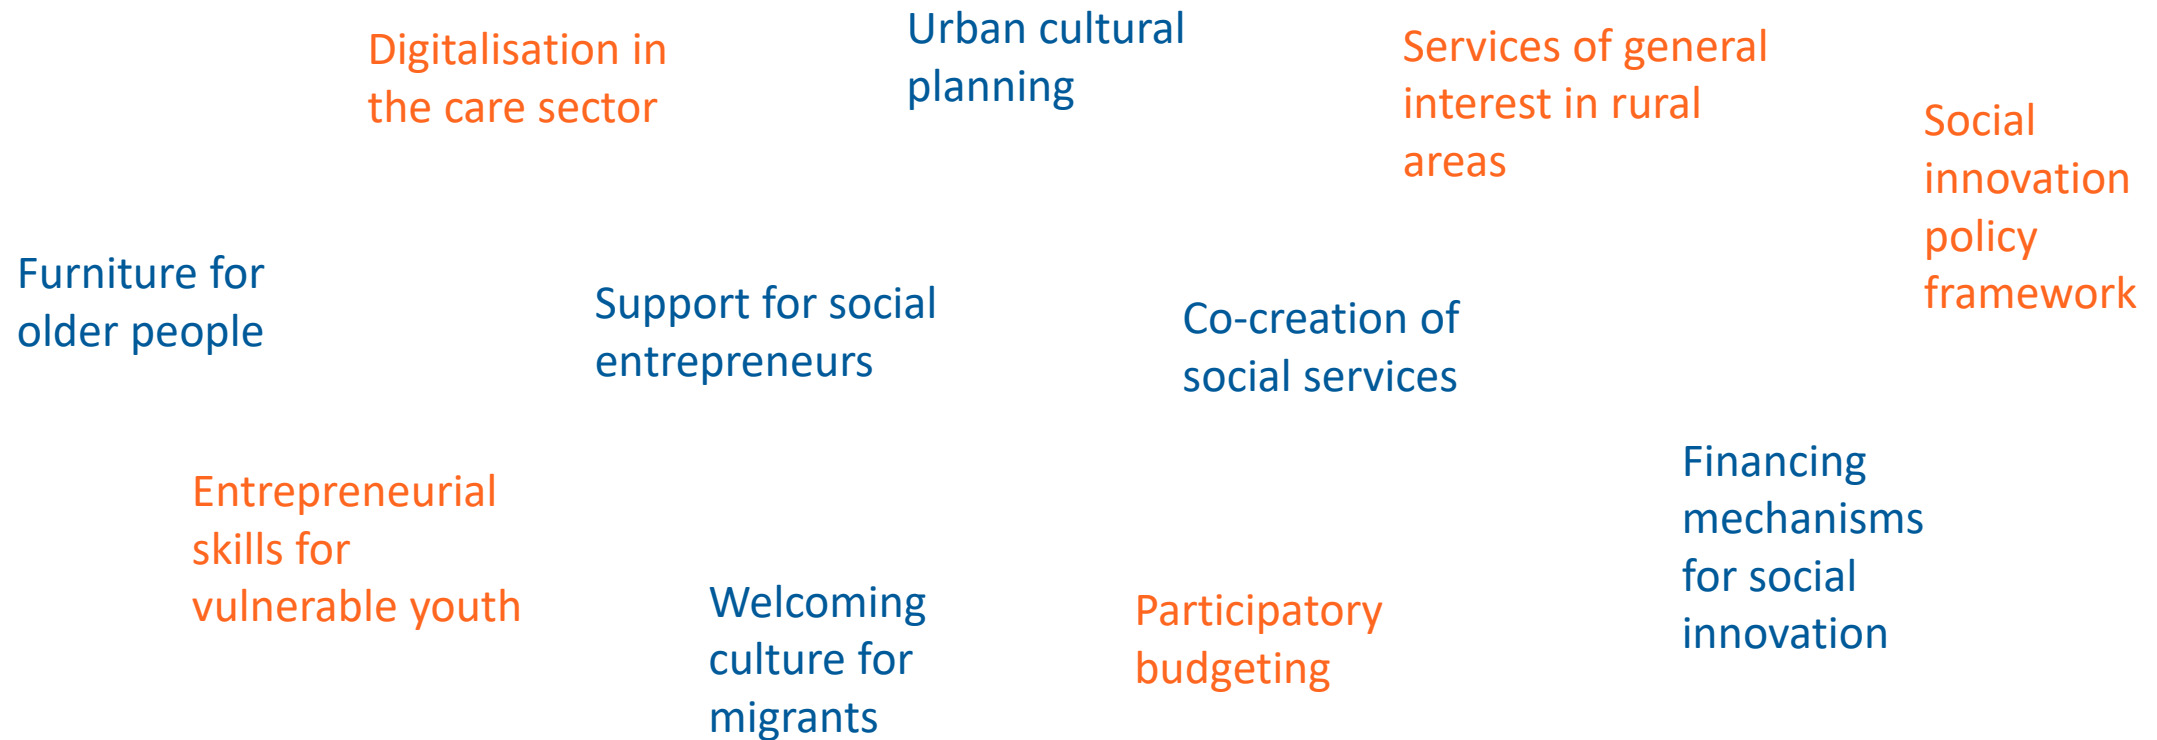 Digitalisation in
the care sector
Urban cultural
planning
Services of general
interest in rural
areas
Social
innovation
policy
framework
Furniture for
older people
Support for social
entrepreneurs
Co-creation of
social services
Entrepreneurial
skills for
vulnerable youth
Welcoming
culture for
migrants
Participatory
budgeting
Financing
mechanisms
for social
innovation